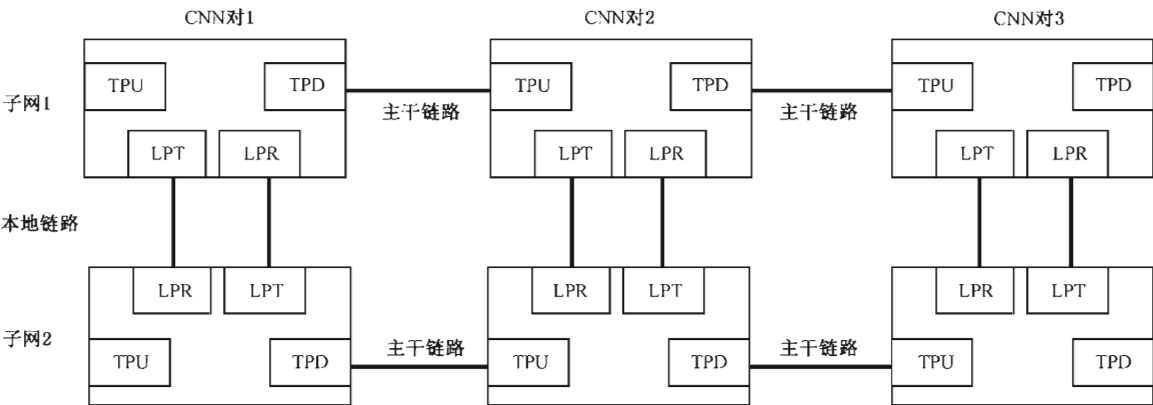 CNN对1 CNN对2 CNN对3
TPU TPD TPU TPD TPU TPD
子网1
主干链路 主干链路
LPT LPR LPT LPR LPT LPR
本地链路
LPR LPT LPR LPT LPR LPT
子网2
主干链路 主干链路
TPU TPD TPU TPD TPU TPD